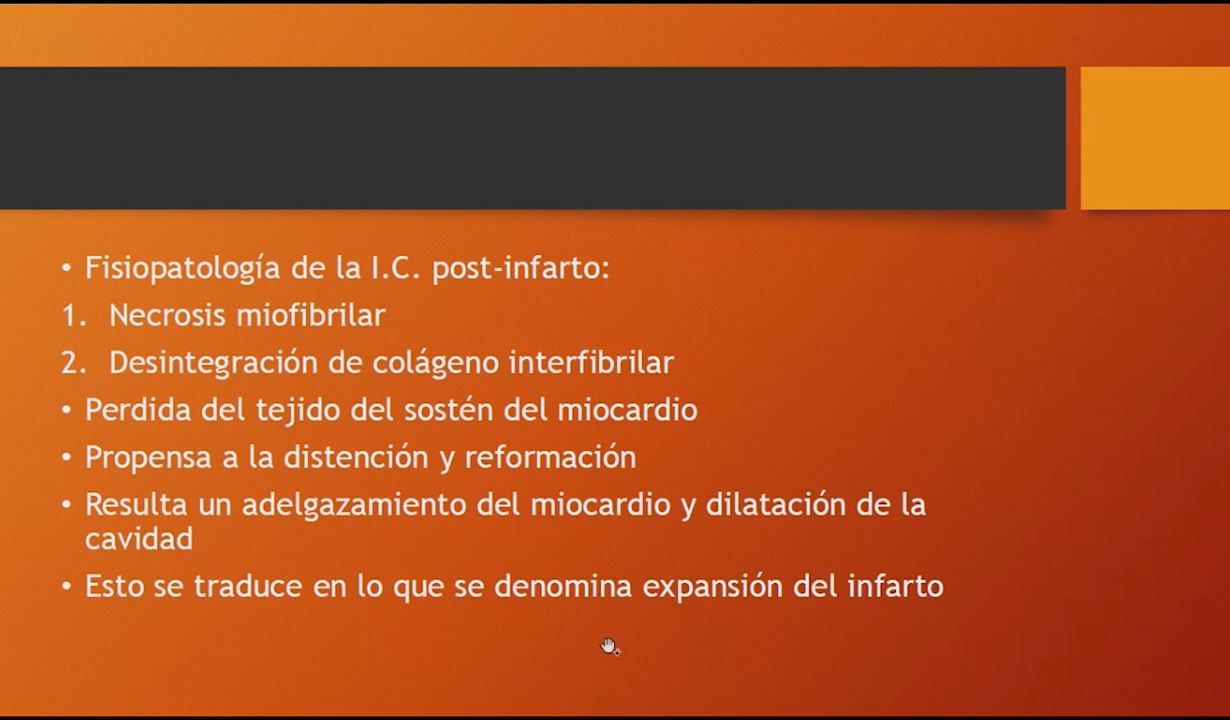 • Fisiopatología de la I.C. post-infarto:
1. Necrosis miofibrilar
2. Desintegración de colágeno interfibrilar
• Perdida del tejido del sostén del miocardio
• Propensa a la distención y reformación
• Resulta un adelgazamiento del miocardio y dilatación de la
cavidad
• Esto se traduce en lo que se denomina expansión del infarto